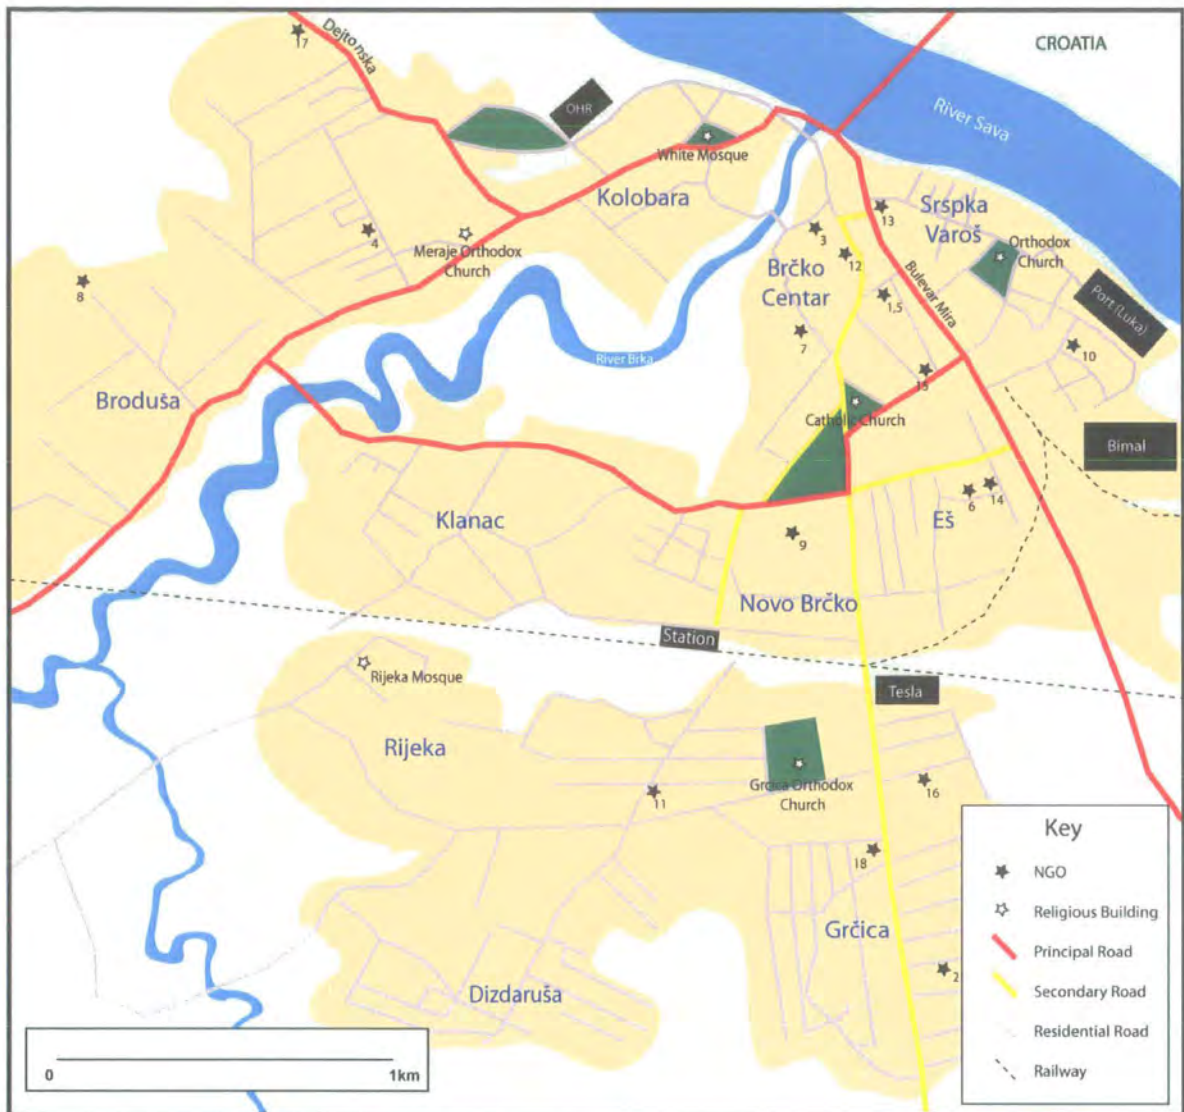 CROATIA
17
Dejtonska
OHR
River Sava
White Mosque
Kolobara
13
Srspka
Varoš
4
3
Meraje Orthodox
Church
12
Orthodox
Church
Brčko
Centar
8
1,5
Bulevar Mira
Port (Luka)
7
River Brka
10
15
Broduša
Catholic Church
Bimal
Klanac
6
14
Eš
9
Novo Brčko
Station
Rijeka Mosque
Tesla
Rijeka
Grčica Orthodox
Church
11
16
Key
18
NGO
Religious Building
Grčica
Principal Road
2
Dizdaruša
Secondary Road
Residential Road
0
1km
Railway